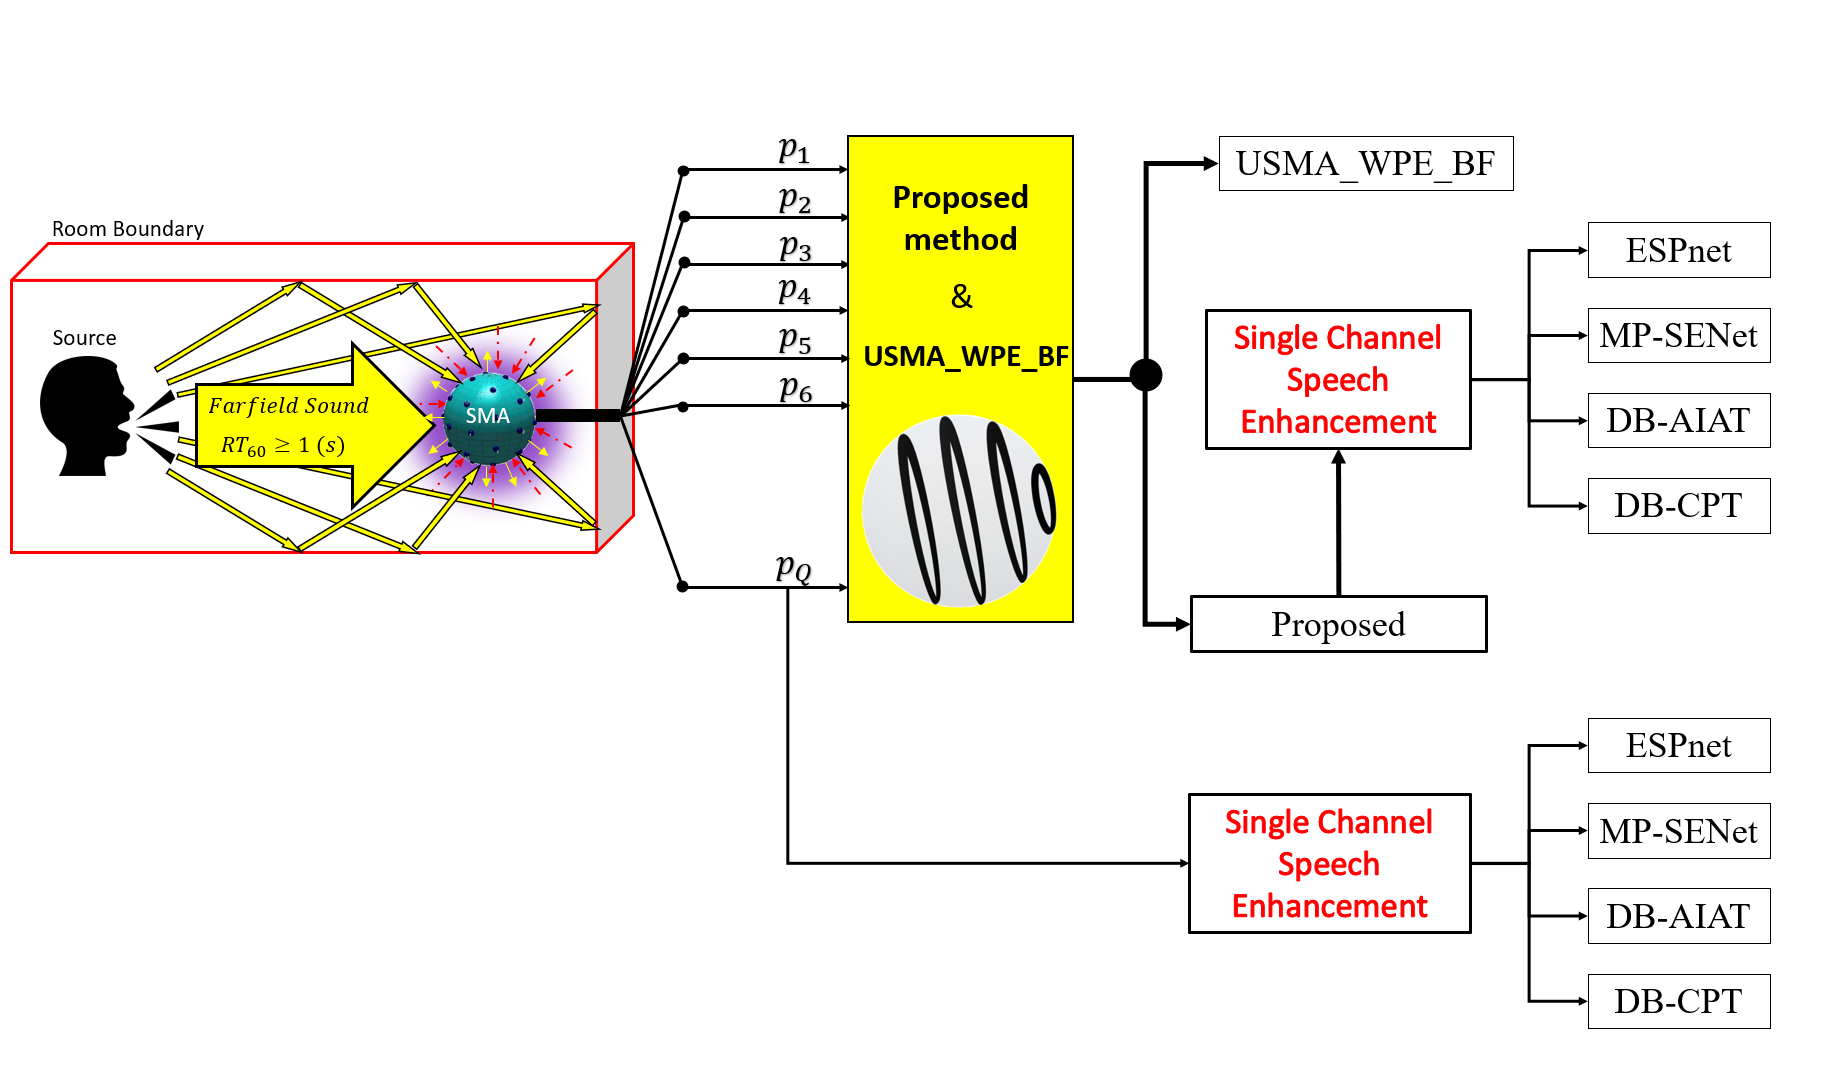 Room Boundary
Source
Farfield Sound
RT₆₀ ≥ 1 (s)
SMA
p₁
p₂
p₃
p₄
p₅
p₆
p_Q
Proposed
method
&
USMA_WPE_BF
USMA_WPE_BF
Single Channel
Speech
Enhancement
ESPnet
MP-SENet
DB-AIAT
DB-CPT
Proposed
Single Channel
Speech
Enhancement
ESPnet
MP-SENet
DB-AIAT
DB-CPT